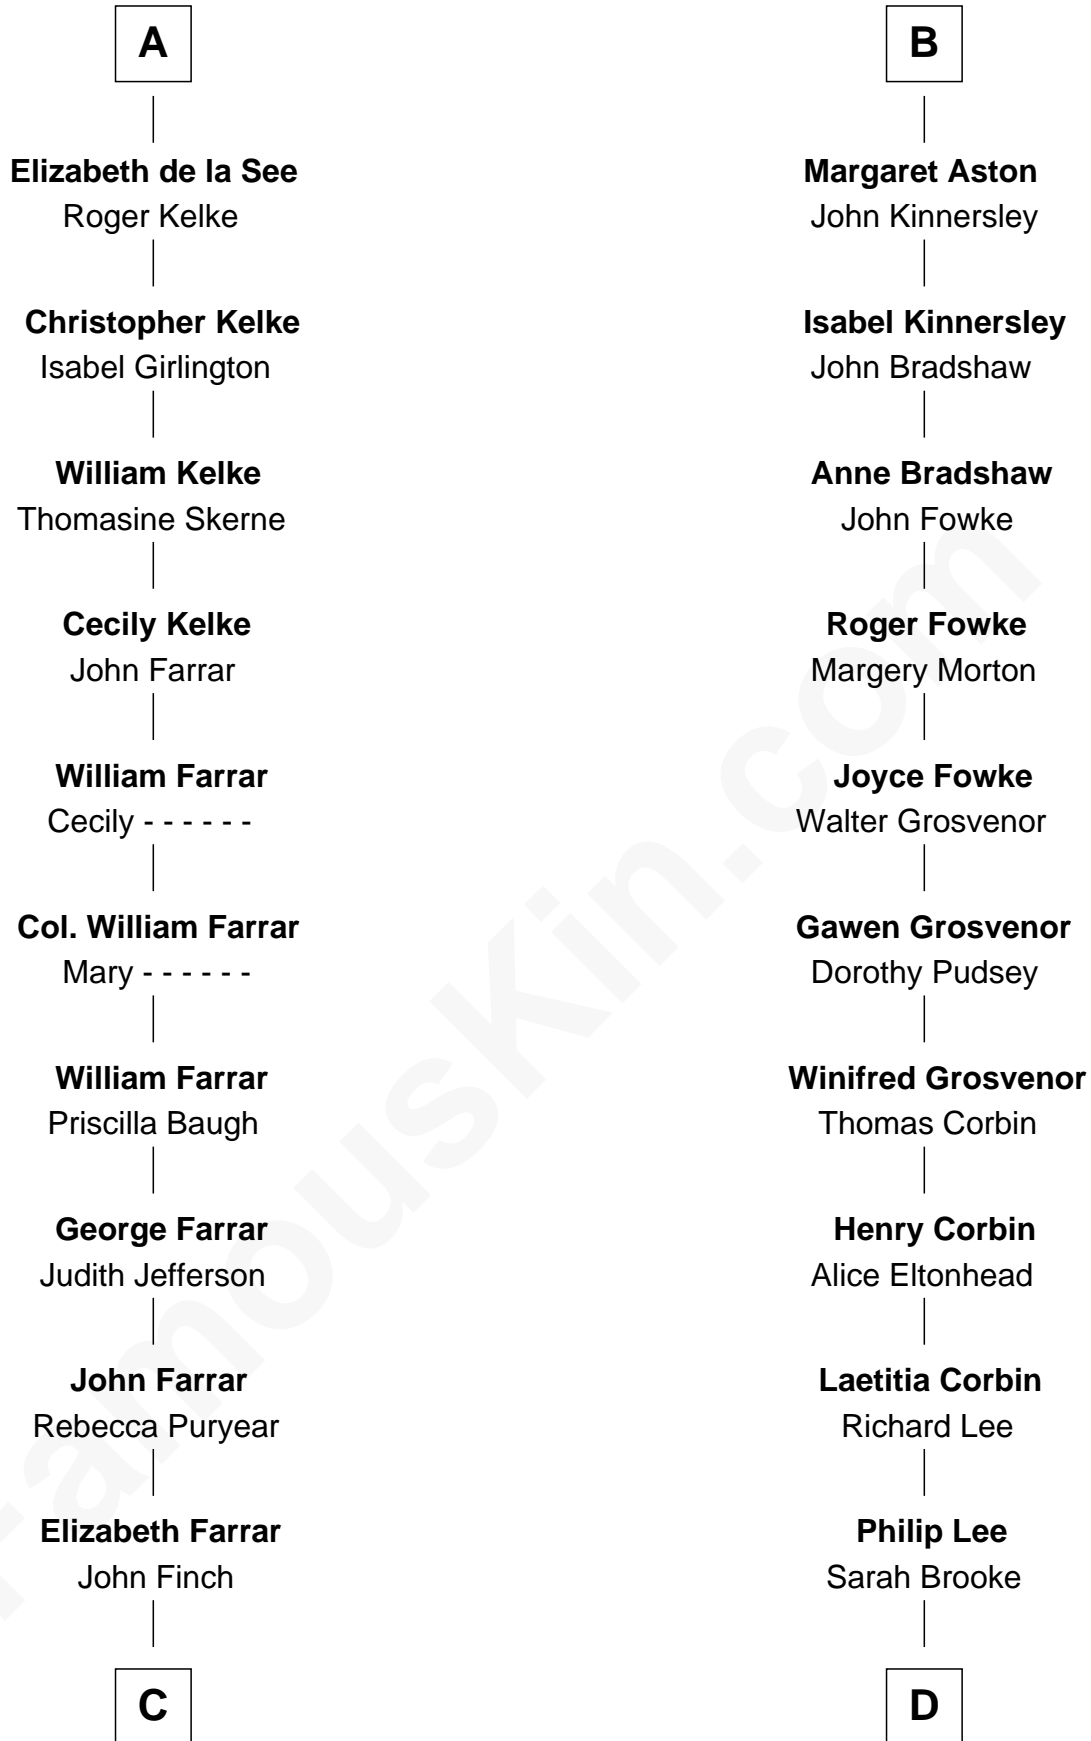 A
Elizabeth de la See
Roger Kelke
Christopher Kelke
Isabel Girlington
William Kelke
Thomasine Skerne
Cecily Kelke
John Farrar
William Farrar
Cecily - - - - - -
Col. William Farrar
Mary - - - - - -
William Farrar
Priscilla Baugh
George Farrar
Judith Jefferson
John Farrar
Rebecca Puryear
Elizabeth Farrar
John Finch
C
B
Margaret Aston
John Kinnersley
Isabel Kinnersley
John Bradshaw
Anne Bradshaw
John Fowke
Roger Fowke
Margery Morton
Joyce Fowke
Walter Grosvenor
Gawen Grosvenor
Dorothy Pudsey
Winifred Grosvenor
Thomas Corbin
Henry Corbin
Alice Eltonhead
Laetitia Corbin
Richard Lee
Philip Lee
Sarah Brooke
D
FamousKin.com